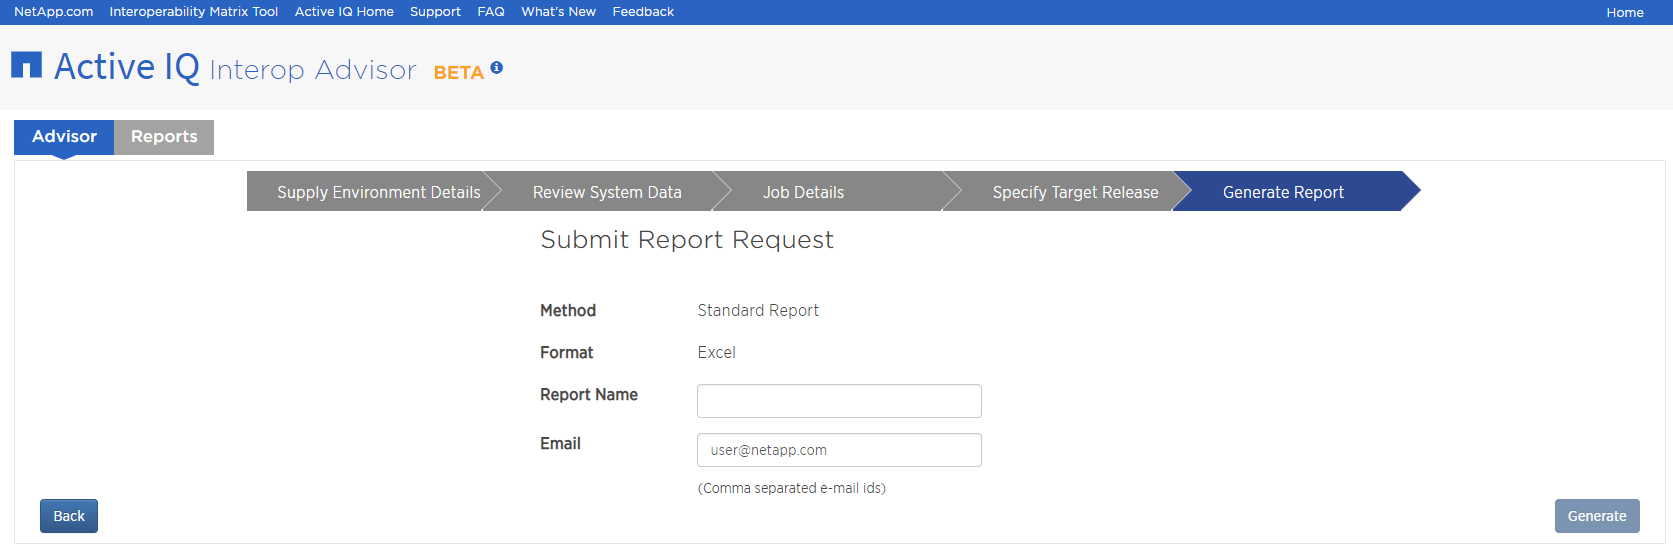 NetApp.com Interoperability Matrix Tool Active IQ Home Support FAQ What's New Feedback Home
Active IQ Interop Advisor BETA
Advisor Reports
Supply Environment Details Review System Data Job Details Specify Target Release Generate Report
Submit Report Request
Method Standard Report
Format Excel
Report Name
Email user@netapp.com
(Comma separated e-mail ids)
Back Generate